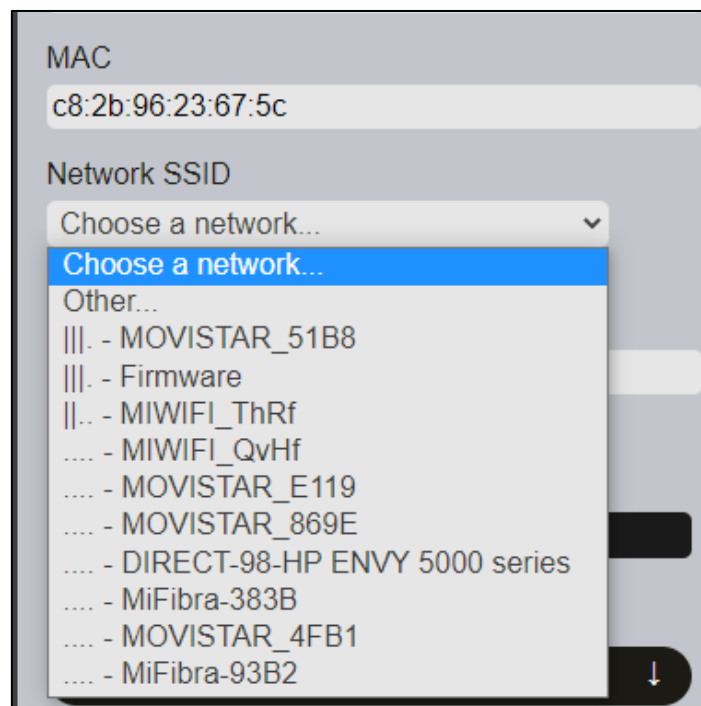 MAC
c8:2b:96:23:67:5c
Network SSID
Choose a network...
Choose a network...
Other...
|||. - MOVISTAR_51B8
|||. - Firmware
||.. - MIWIFI_ThRf
.... - MIWIFI_QvHf
.... - MOVISTAR_E119
.... - MOVISTAR_869E
.... - DIRECT-98-HP ENVY 5000 series
.... - MiFibra-383B
.... - MOVISTAR_4FB1
.... - MiFibra-93B2
↓